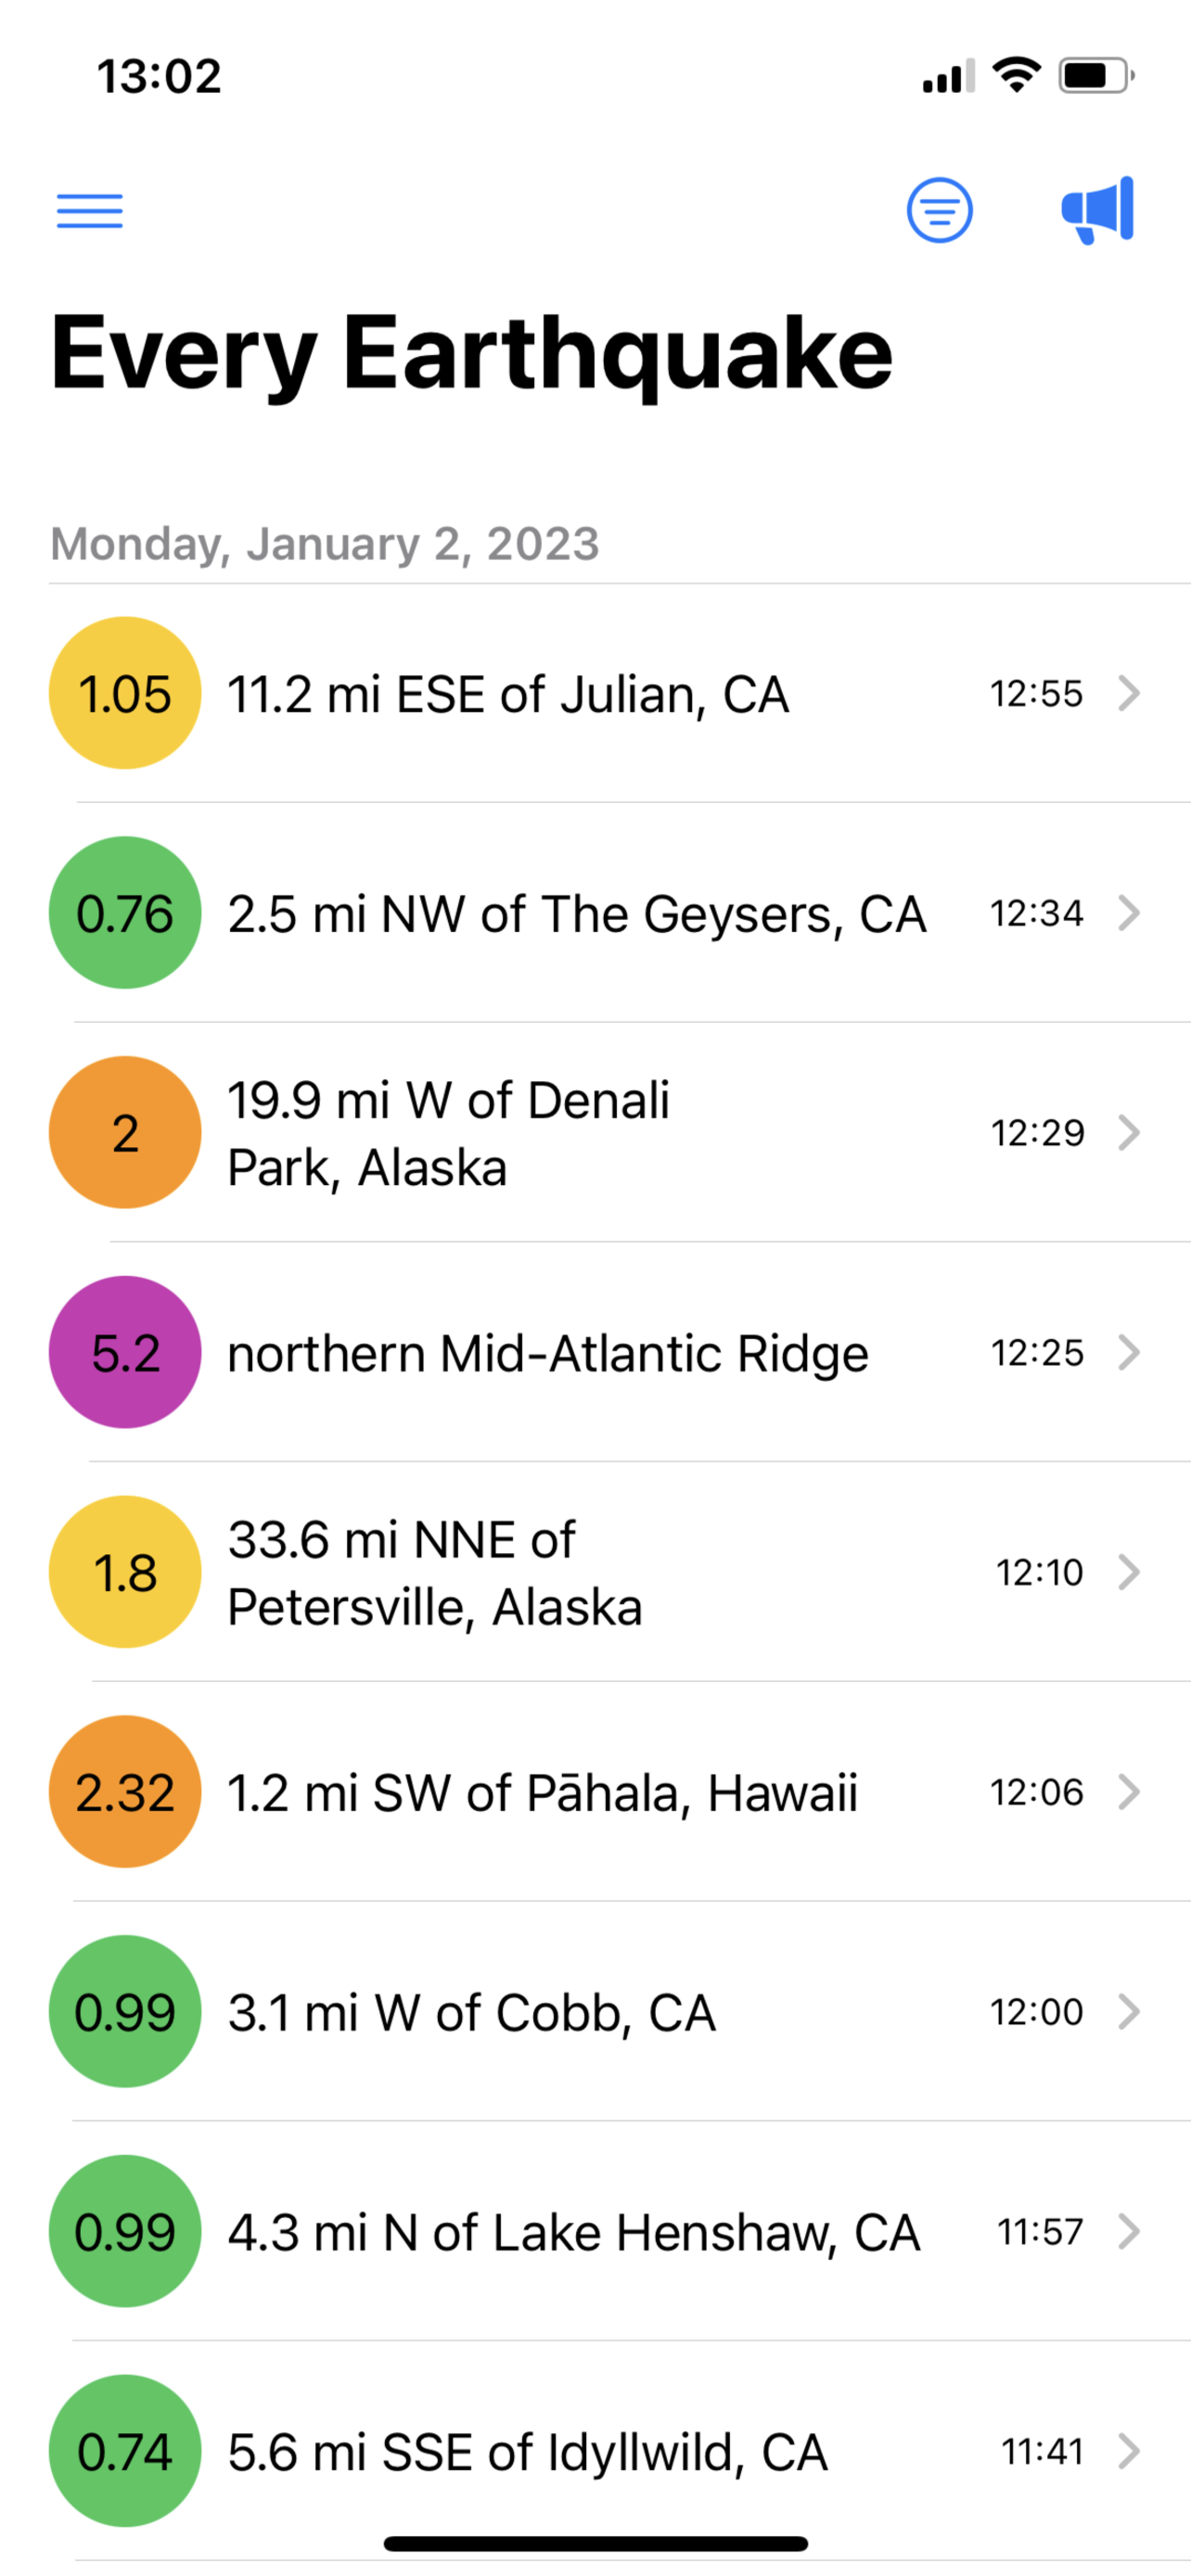 13:02
Every Earthquake
Monday, January 2, 2023
1.05 11.2 mi ESE of Julian, CA 12:55
0.76 2.5 mi NW of The Geysers, CA 12:34
2 19.9 mi W of Denali
Park, Alaska 12:29
5.2 northern Mid-Atlantic Ridge 12:25
1.8 33.6 mi NNE of
Petersville, Alaska 12:10
2.32 1.2 mi SW of Pāhala, Hawaii 12:06
0.99 3.1 mi W of Cobb, CA 12:00
0.99 4.3 mi N of Lake Henshaw, CA 11:57
0.74 5.6 mi SSE of Idyllwild, CA 11:41